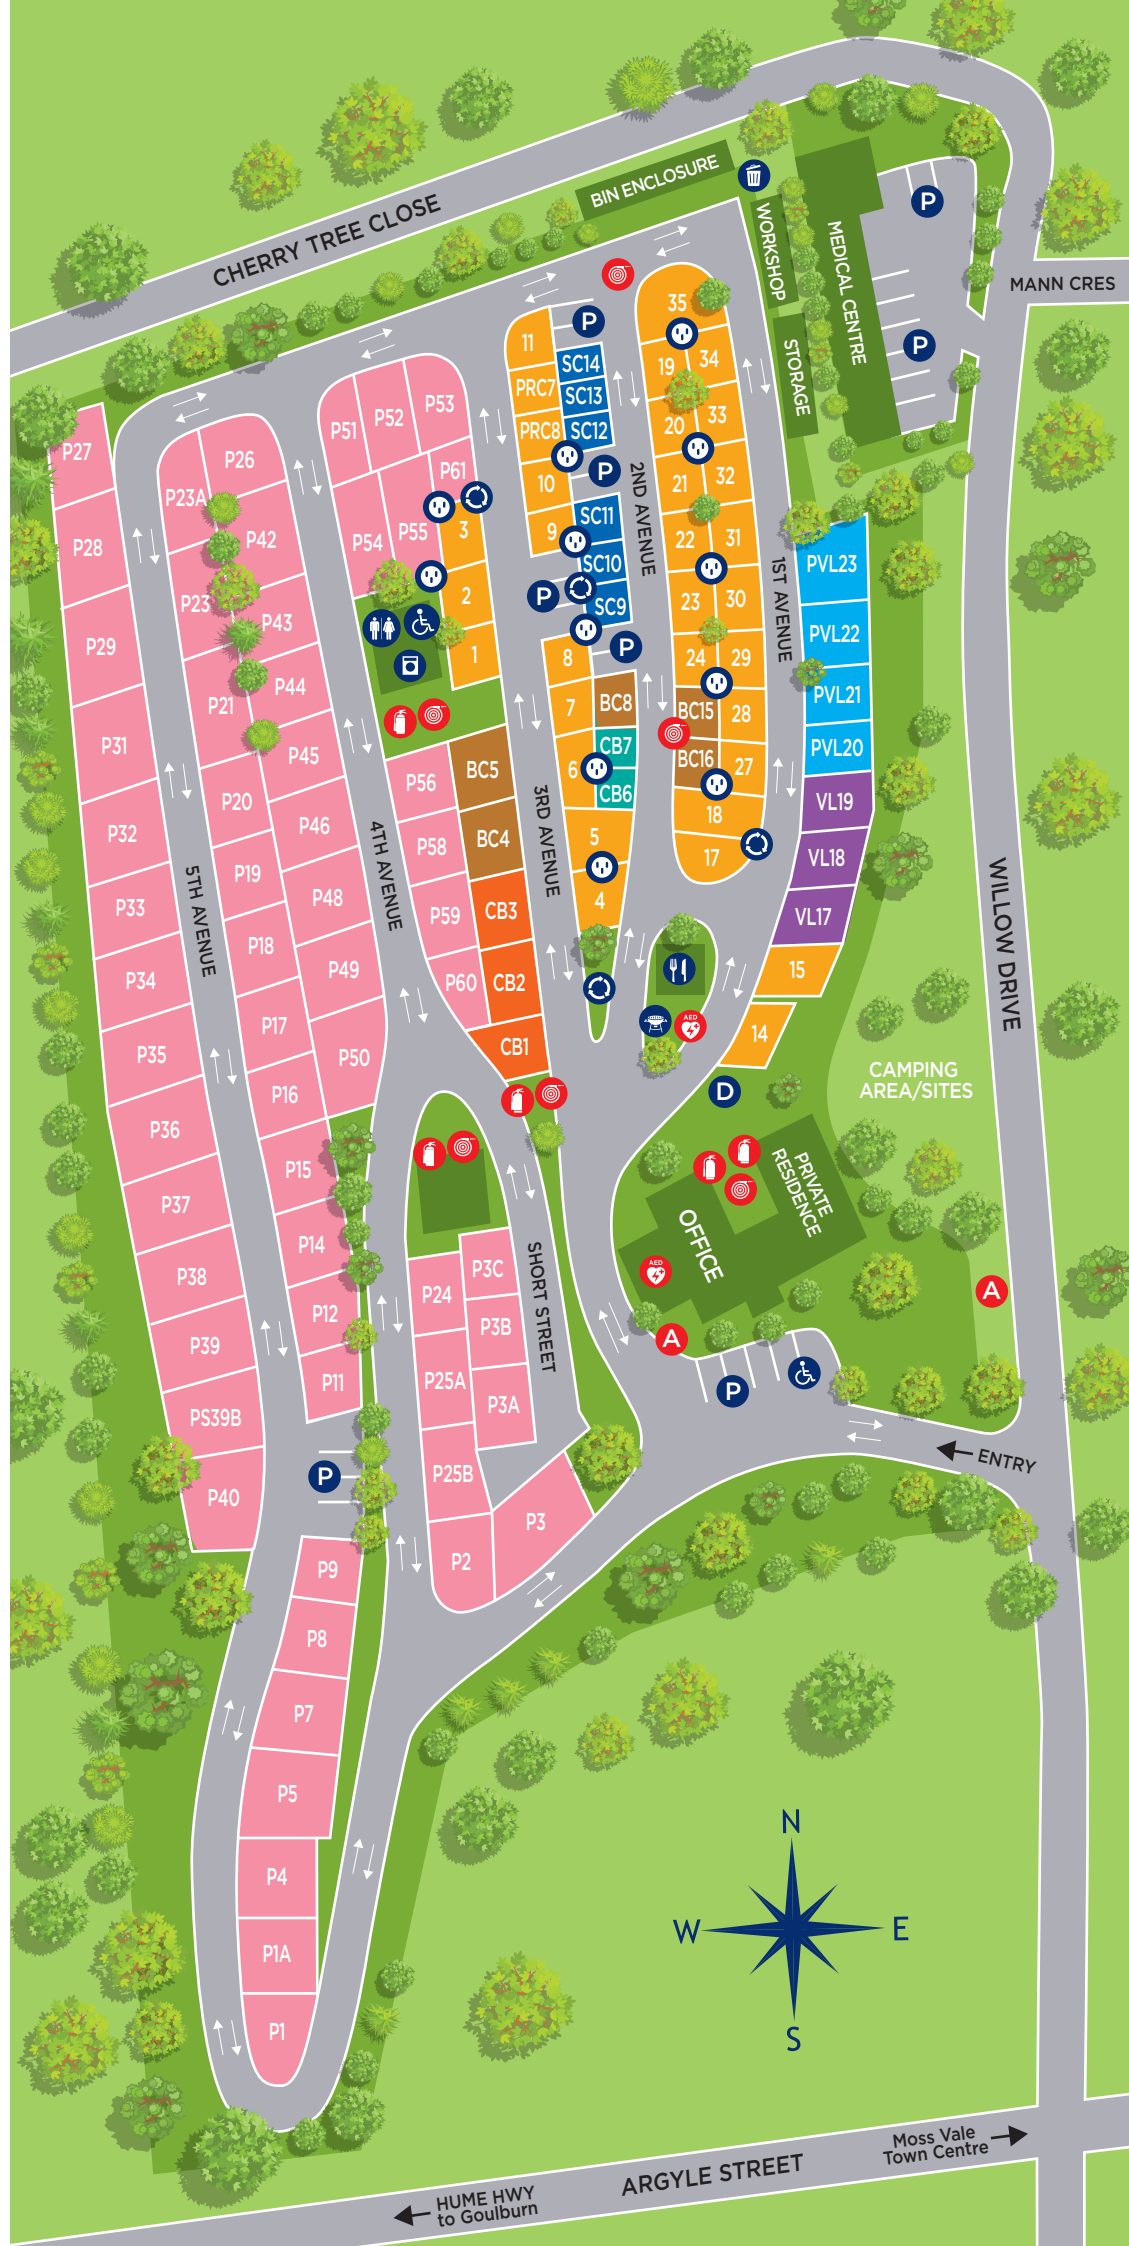 CHERRY TREE CLOSE
BIN ENCLOSURE
WORKSHOP
STORAGE
MEDICAL CENTRE
P
P
MANN CRES
P27
P28
P29
P31
P32
P33
P34
P35
P36
P37
P38
P39
PS39B
P40
5TH AVENUE
P26
P23A
P42
P23
P43
P21
P44
P45
P20
P46
P19
P48
P18
P49
P17
P50
P16
P15
P14
P12
P11
P
4TH AVENUE
P51
P52
P53
P61
P54
P55
3
2
1
P56
BC5
P58
BC4
P59
CB3
P60
CB2
CB1
3RD AVENUE
11
P
SC14
PRC7
SC13
PRC8
SC12
10
P
SC11
9
SC10
P
SC9
8
P
7
BC8
CB7
6
CB6
5
4
2ND AVENUE
35
19
34
20
33
21
32
22
31
23
30
24
29
BC15
28
BC16
27
18
17
1ST AVENUE
PVL23
PVL22
PVL21
PVL20
VL19
VL18
VL17
15
14
D
AED
CAMPING
AREA/SITES
WILLOW DRIVE
PRIVATE
RESIDENCE
OFFICE
AED
A
A
P
ENTRY
SHORT STREET
P3C
P24
P3B
P25A
P3A
P25B
P3
P2
P9
P8
P7
P5
P4
P1A
P1
N
W
E
S
Moss Vale
Town Centre
ARGYLE STREET
HUME HWY
to Goulburn